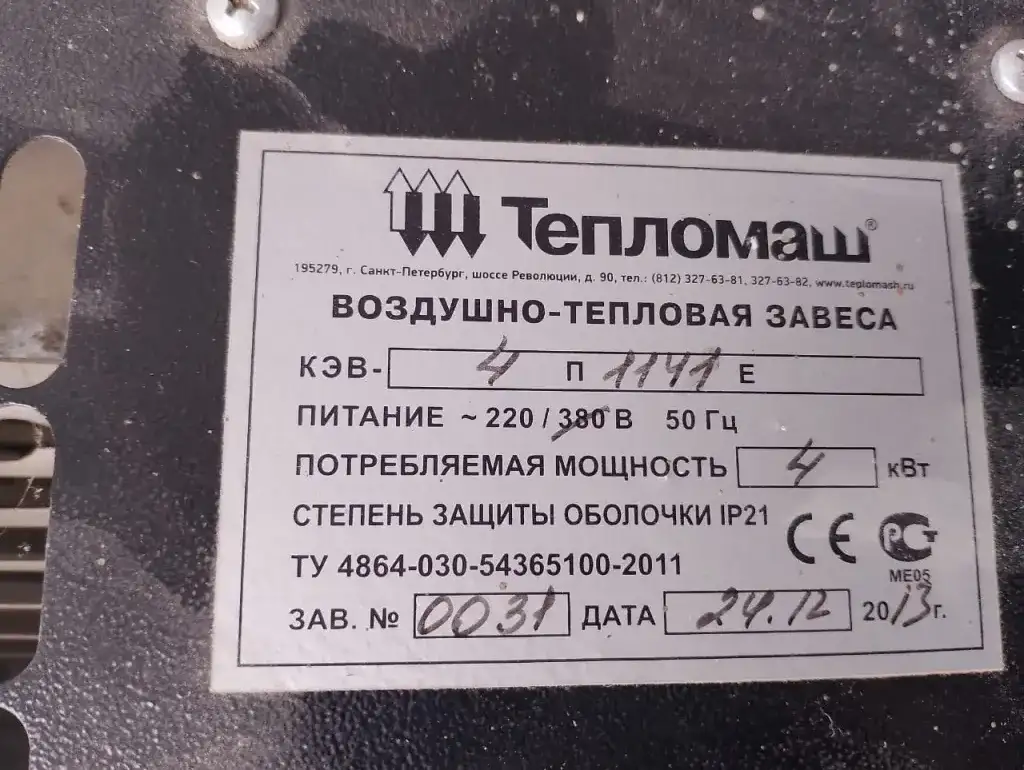 Тепломаш®
195279, г. Санкт-Петербург, шоссе Революции, д. 90, тел.: (812) 327-63-81, 327-63-82, www.teplomash.ru
ВОЗДУШНО-ТЕПЛОВАЯ ЗАВЕСА
КЭВ- 4 П 1141 Е
ПИТАНИЕ ~ 220 / 380 В 50 Гц
ПОТРЕБЛЯЕМАЯ МОЩНОСТЬ 4 кВт
СТЕПЕНЬ ЗАЩИТЫ ОБОЛОЧКИ IP21
CE РСТ
ТУ 4864-030-54365100-2011
МЕ05
ЗАВ. № 0031 ДАТА 24.12 2013г.